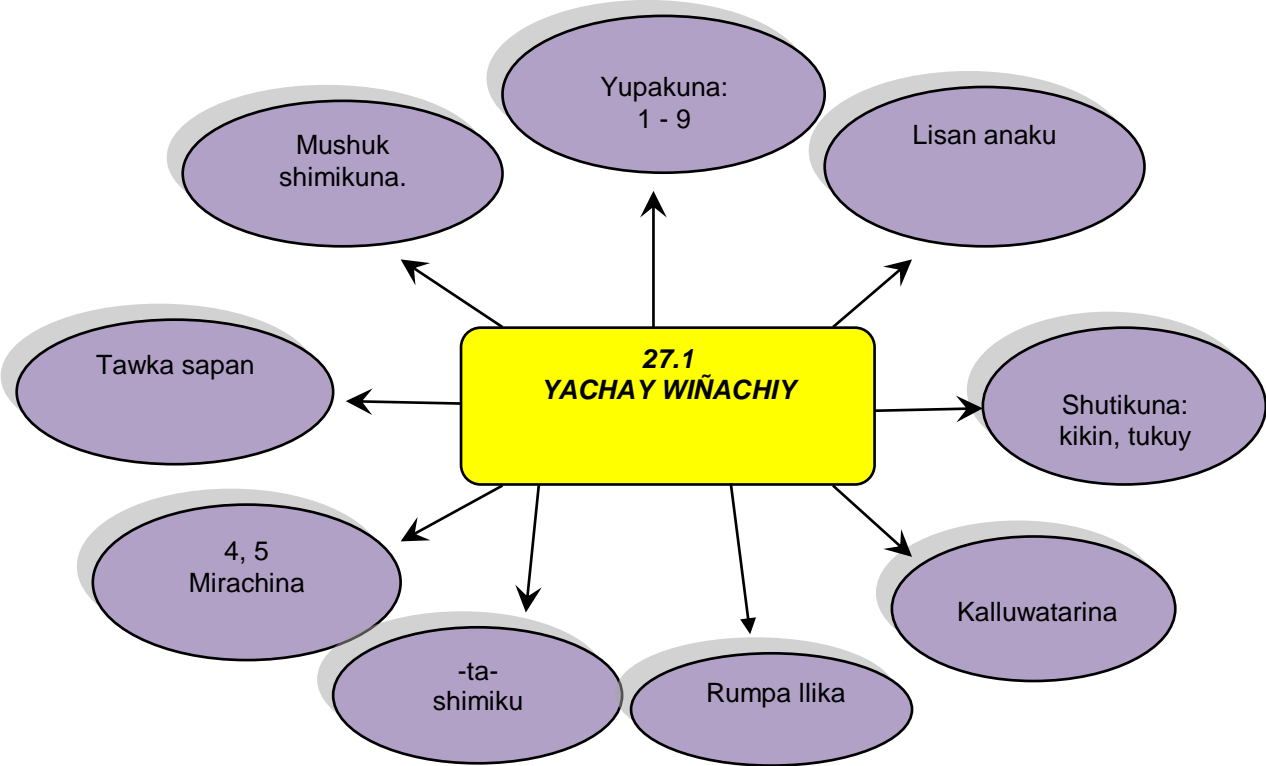 Yupakuna:
1 - 9
Mushuk
shimikuna.
Lisan anaku
27.1
YACHAY WIÑACHIY
Tawka sapan
Shutikuna:
kikin, tukuy
4, 5
Mirachina
Kalluwatarina
-ta-
shimiku
Rumpa llika